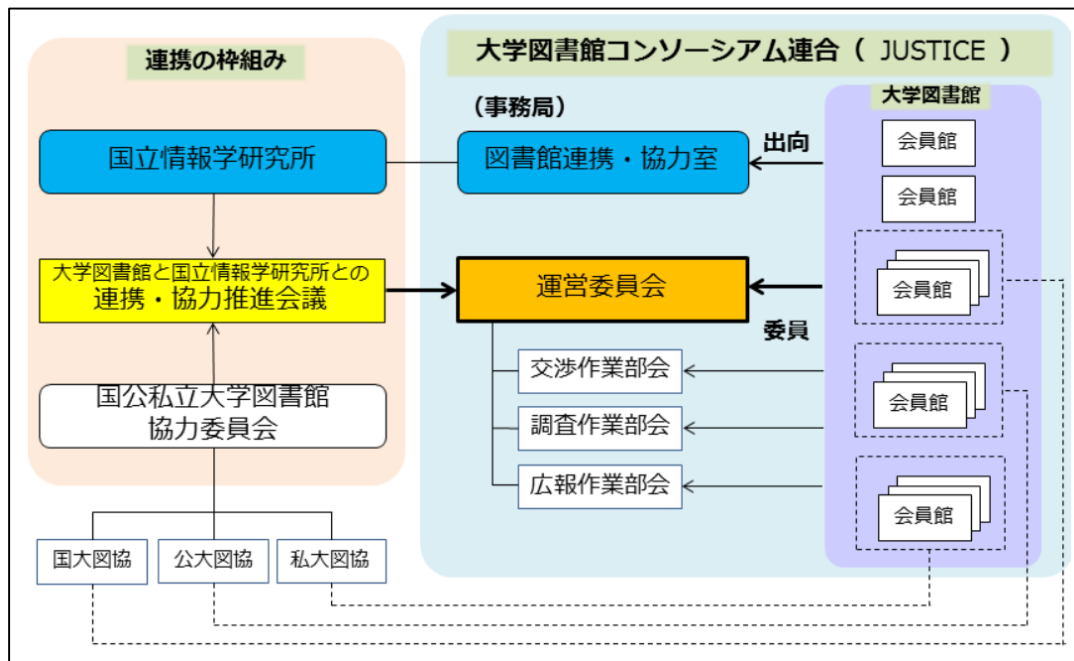 連携の枠組み
国立情報学研究所
大学図書館と国立情報学研究所との
連携・協力推進会議
国公私立大学図書館
協力委員会
国大図協
公大図協
私大図協
大学図書館コンソーシアム連合（ JUSTICE ）
（事務局）
図書館連携・協力室
出向
運営委員会
委員
交渉作業部会
調査作業部会
広報作業部会
大学図書館
会員館
会員館
会員館
会員館
会員館